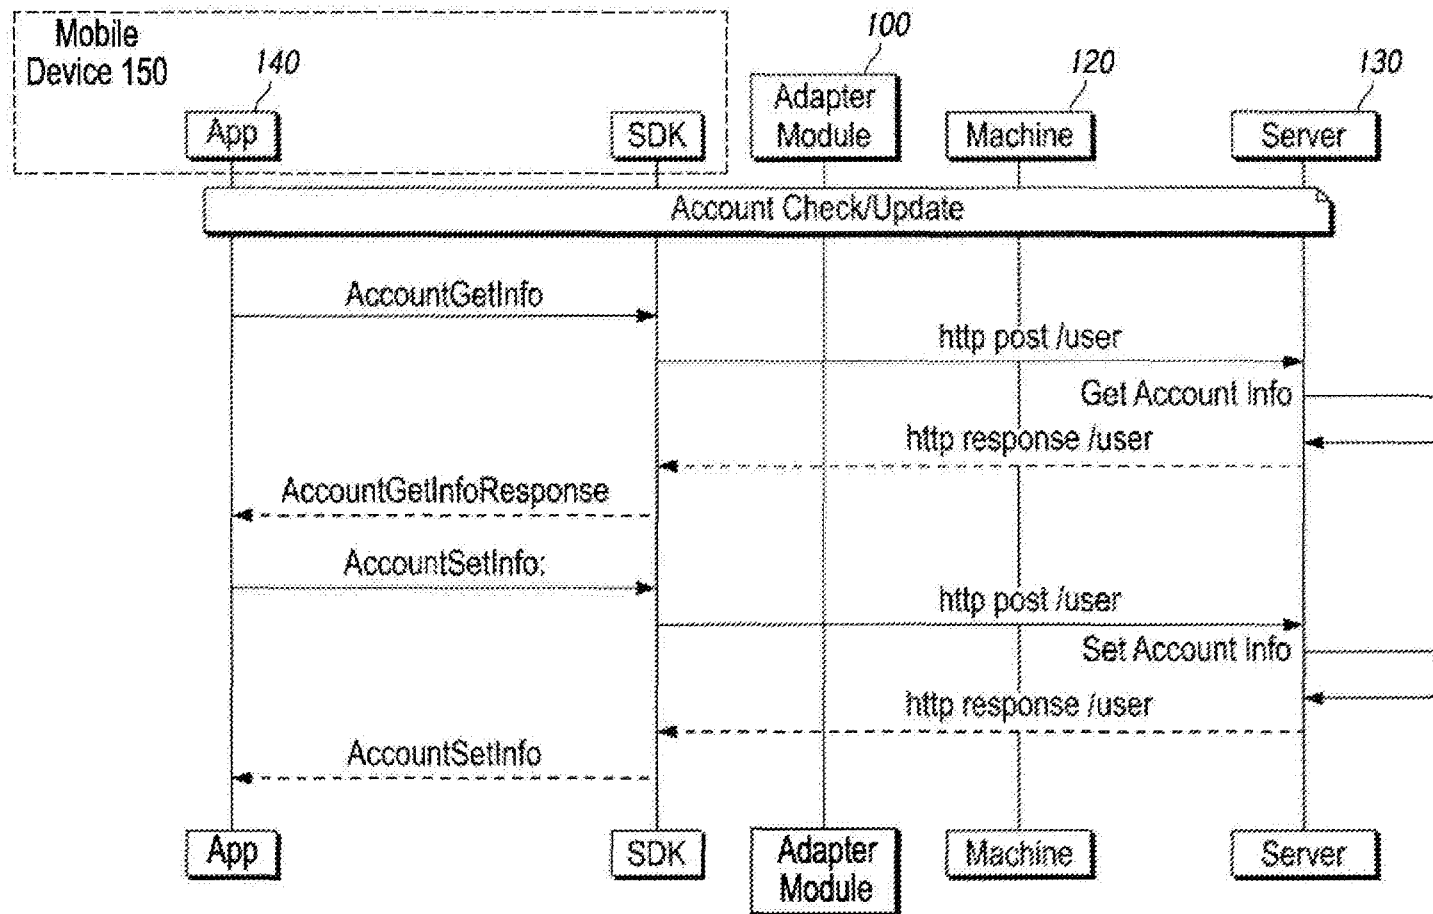 Mobile
Device 150
140
100
120
130
App
SDK
Adapter
Module
Machine
Server
Account Check/Update
AccountGetInfo
http post /user
Get Account Info
http response /user
AccountGetInfoResponse
AccountSetInfo:
http post /user
Set Account Info
http response /user
AccountSetInfo
App
SDK
Adapter
Module
Machine
Server